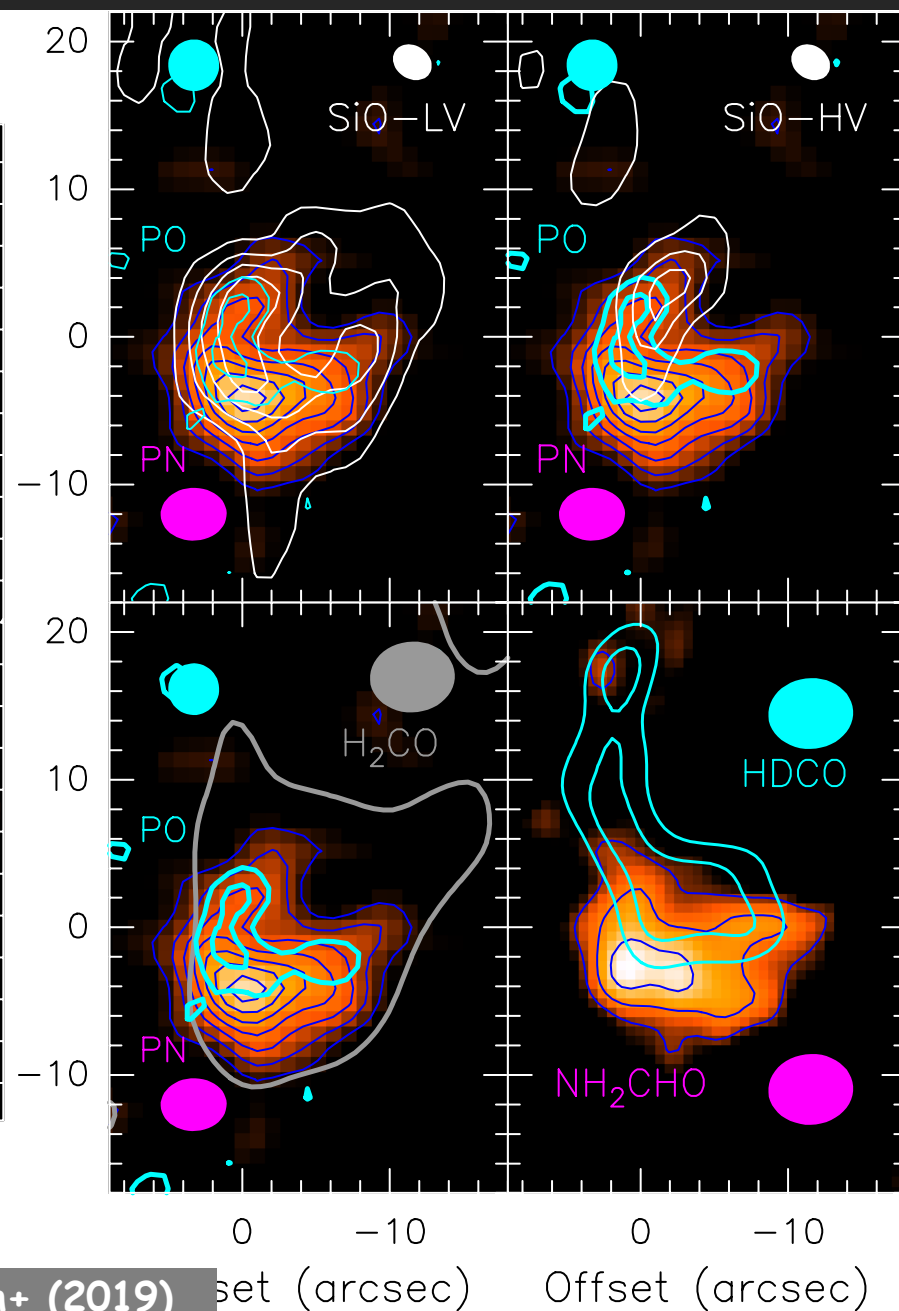 20
SiO−LV
SiO−HV
10
PO
PO
0
PN
PN
−10
20
H₂CO
HDCO
10
PO
0
PN
NH₂CHO
−10
0 −10 0 −10
(arcsec) Offset (arcsec)
(2019)